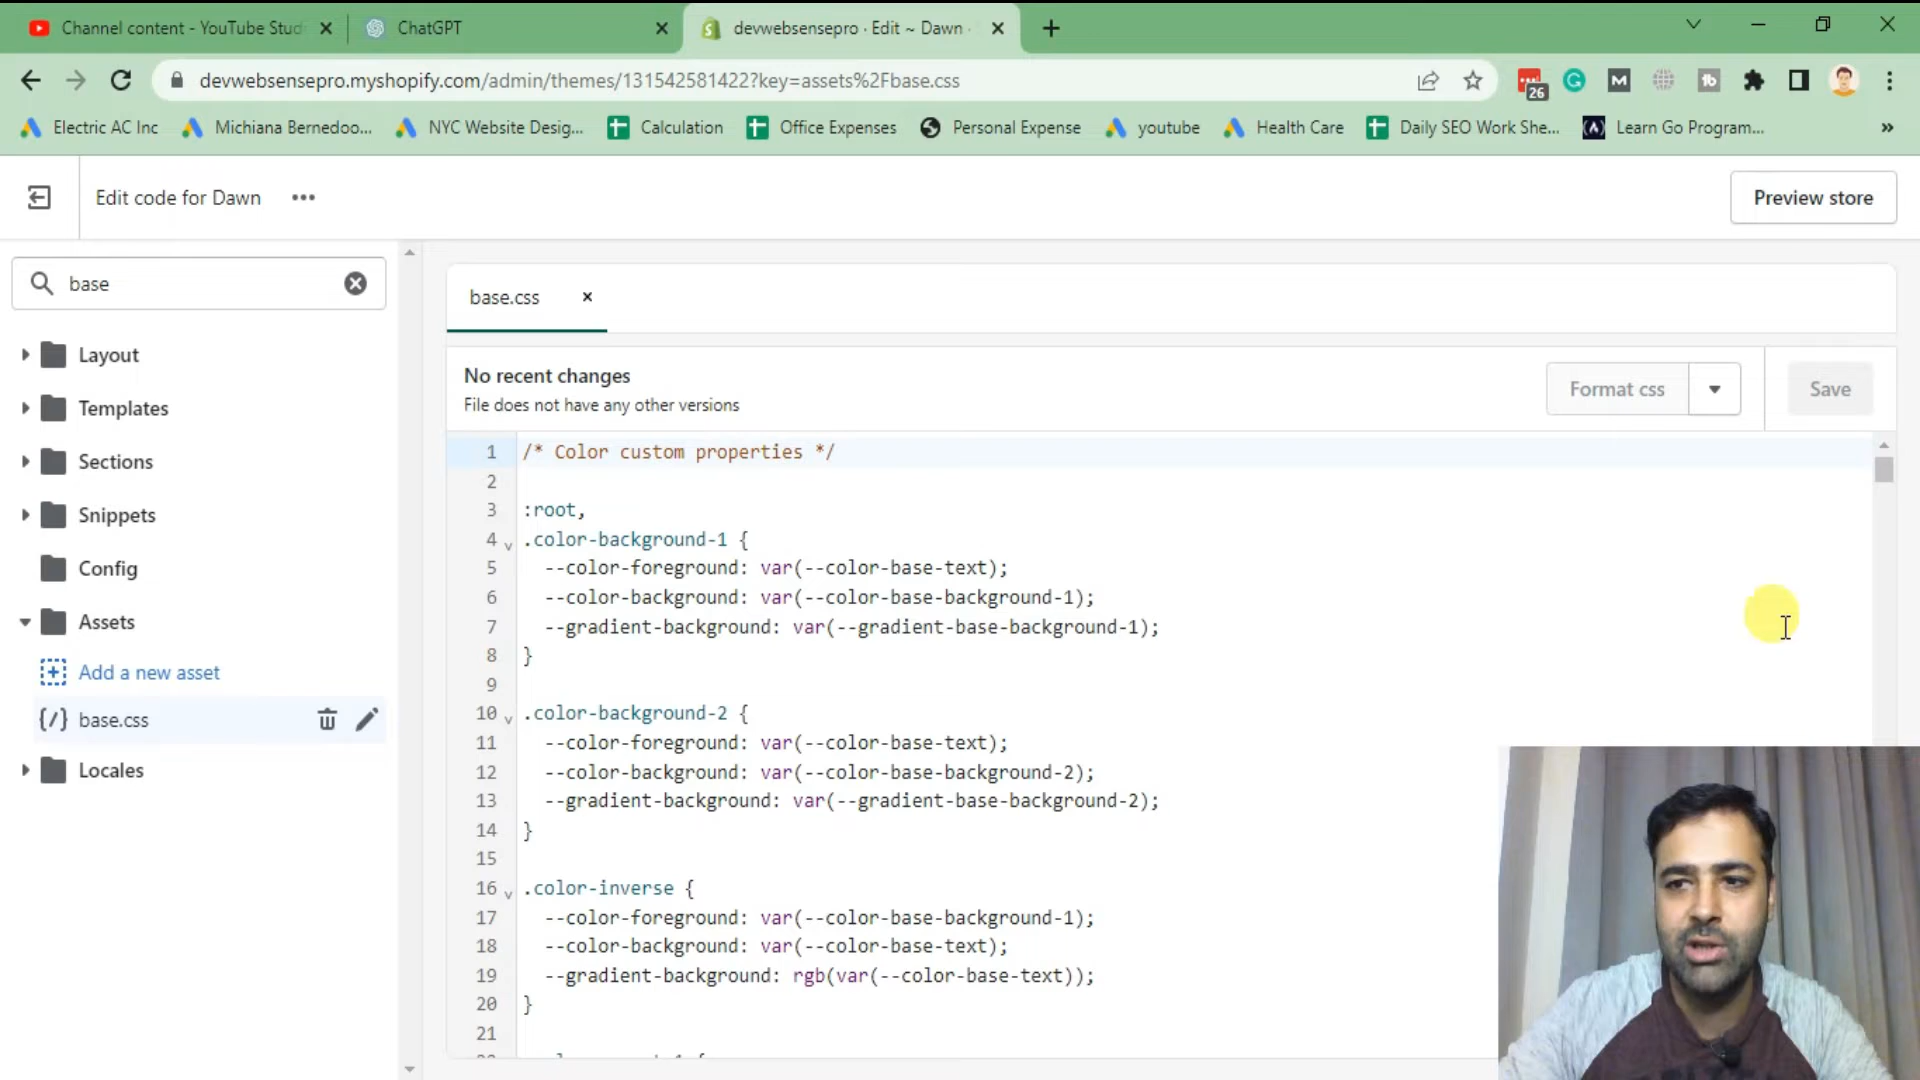 Channel content - YouTube Stud
ChatGPT
devwebsensepro · Edit ~ Dawn ·
devwebsensepro.myshopify.com/admin/themes/131542581422?key=assets%2Fbase.css
26
Electric AC Inc
Michiana Bernedoo...
NYC Website Desig...
Calculation
Office Expenses
Personal Expense
youtube
Health Care
Daily SEO Work She...
Learn Go Program...
Edit code for Dawn
Preview store
base
Layout
Templates
Sections
Snippets
Config
Assets
Add a new asset
{/} base.css
Locales
base.css
No recent changes
File does not have any other versions
Format css
Save
1 /* Color custom properties */
2
3 :root,
4 .color-background-1 {
5 --color-foreground: var(--color-base-text);
6 --color-background: var(--color-base-background-1);
7 --gradient-background: var(--gradient-base-background-1);
8 }
9
10 .color-background-2 {
11 --color-foreground: var(--color-base-text);
12 --color-background: var(--color-base-background-2);
13 --gradient-background: var(--gradient-base-background-2);
14 }
15
16 .color-inverse {
17 --color-foreground: var(--color-base-background-1);
18 --color-background: var(--color-base-text);
19 --gradient-background: rgb(var(--color-base-text));
20 }
21